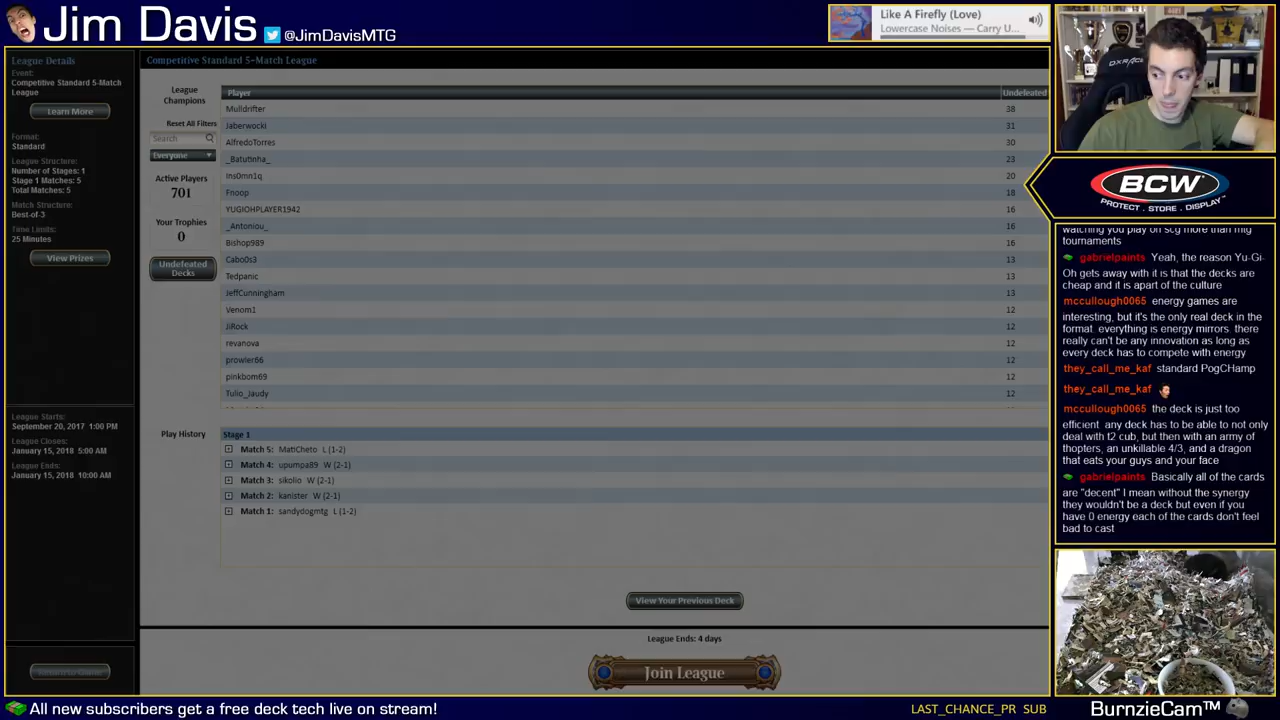 Jim Davis @JimDavisMTG
Like A Firefly (Love)
Lowercase Noises — Carry U...
League Details
Event:
Competitive Standard 5-Match
League
Learn More
Format:
Standard
League Structure:
Number of Stages: 1
Stage 1 Matches: 5
Total Matches: 5
Match Structure:
Best-of-3
Time Limits:
25 Minutes
View Prizes
League Starts:
September 20, 2017 1:00 PM
League Closes:
January 15, 2018 5:00 AM
League Ends:
January 15, 2018 10:00 AM
Competitive Standard 5-Match League
League
Champions
Reset All Filters
Search
Everyone
Active Players
701
Your Trophies
0
Undefeated
Decks
Player Undefeated
Mulldrifter 38
Jaberwocki 31
AlfredoTorres 30
_Batutinha_ 23
Ins0mn1q 20
Fnoop 18
YUGIOHPLAYER1942 16
_Antoniou_ 16
Bishop989 16
Cabo0s3 13
Tedpanic 13
JeffCunningham 13
Venom1 12
JiRock 12
revanova 12
prowler66 12
pinkbom69 12
Tulio_Jaudy 12
Play History
Stage 1
Match 5: MatiCheto L (1-2)
Match 4: upumpa89 W (2-1)
Match 3: sikolio W (2-1)
Match 2: kanister W (2-1)
Match 1: sandydogmtg L (1-2)
View Your Previous Deck
League Ends: 4 days
Join League
DXRACER
BCW
PROTECT . STORE . DISPLAY
watching you play on scg more than mtg
tournaments
gabrielpaints Yeah, the reason Yu-Gi-
Oh gets away with it is that the decks are
cheap and it is apart of the culture
mccullough0065 energy games are
interesting, but it's the only real deck in the
format. everything is energy mirrors. there
really can't be any innovation as long as
every deck has to compete with energy
they_call_me_kaf standard PogCHamp
they_call_me_kaf
mccullough0065 the deck is just too
efficient. any deck has to be able to not only
deal with t2 cub, but then with an army of
thopters, an unkillable 4/3, and a dragon
that eats your guys and your face
gabrielpaints Basically all of the cards
are "decent" I mean without the synergy
they wouldn't be a deck but even if you
have 0 energy each of the cards don't feel
bad to cast
All new subscribers get a free deck tech live on stream!
LAST_CHANCE_PR SUB
BurnzieCam™